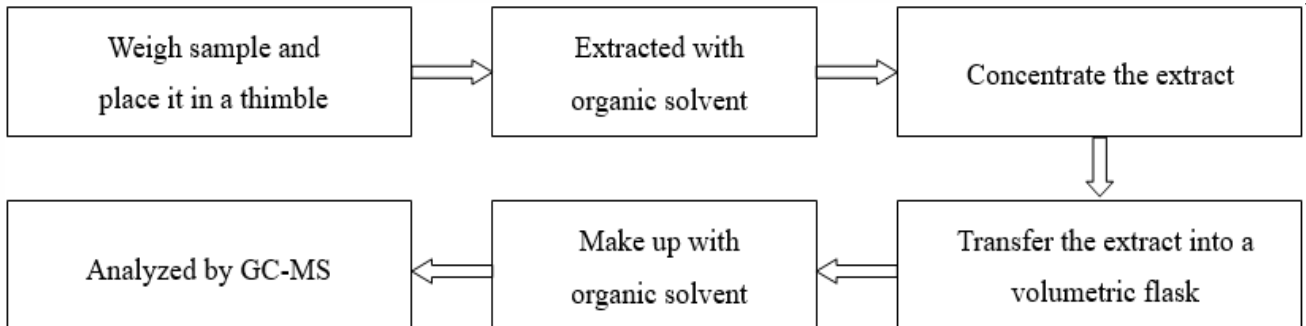 Weigh sample and
place it in a thimble
Extracted with
organic solvent
Concentrate the extract
Transfer the extract into a
volumetric flask
Make up with
organic solvent
Analyzed by GC-MS